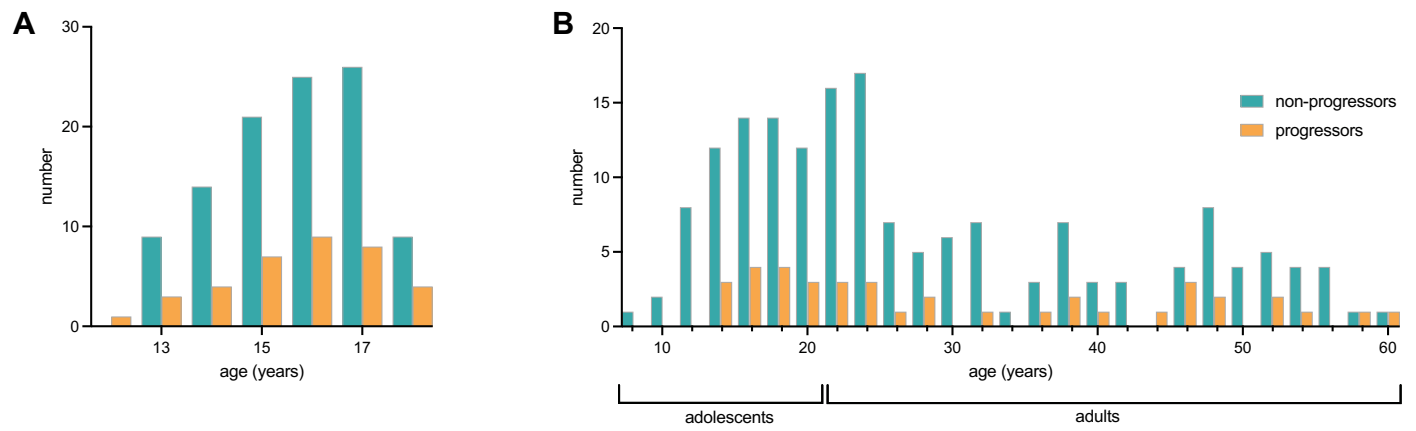 A
30
20
10
0
number
13 15 17
age (years)
B
20
15
10
5
0
number
10 20 30 40 50 60
age (years)
adolescents adults
non-progressors
progressors